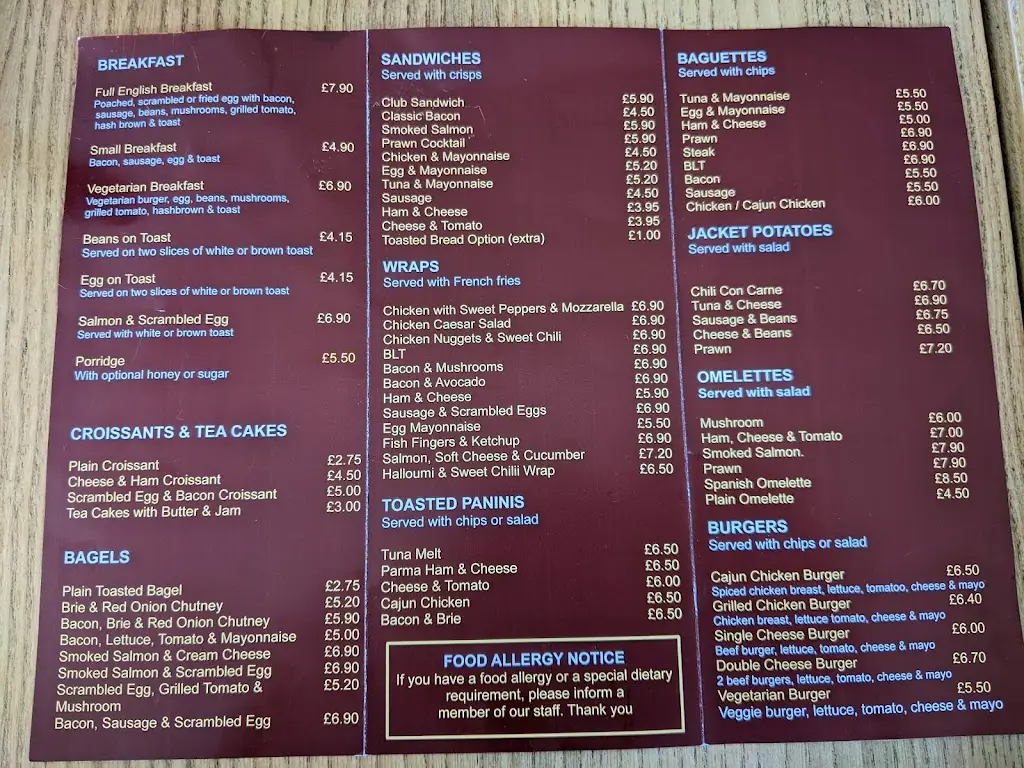 BREAKFAST
Full English Breakfast £7.90
Poached, scrambled or fried egg with bacon,
sausage, beans, mushrooms, grilled tomato,
hash brown & toast
Small Breakfast £4.90
Bacon, sausage, egg & toast
Vegetarian Breakfast £6.90
Vegetarian burger, egg, beans, mushrooms,
grilled tomato, hashbrown & toast
Beans on Toast £4.15
Served on two slices of white or brown toast
Egg on Toast £4.15
Served on two slices of white or brown toast
Salmon & Scrambled Egg £6.90
Served with white or brown toast
Porridge £5.50
With optional honey or sugar
CROISSANTS & TEA CAKES
Plain Croissant £2.75
Cheese & Ham Croissant £4.50
Scrambled Egg & Bacon Croissant £5.00
Tea Cakes with Butter & Jam £3.00
BAGELS
Plain Toasted Bagel £2.75
Brie & Red Onion Chutney £5.20
Bacon, Brie & Red Onion Chutney £5.90
Bacon, Lettuce, Tomato & Mayonnaise £5.00
Smoked Salmon & Cream Cheese £6.90
Smoked Salmon & Scrambled Egg £6.90
Scrambled Egg, Grilled Tomato & £5.20
Mushroom
Bacon, Sausage & Scrambled Egg £6.90
SANDWICHES
Served with crisps
Club Sandwich £5.90
Classic Bacon £4.50
Smoked Salmon £5.90
Prawn Cocktail £5.90
Chicken & Mayonnaise £4.50
Egg & Mayonnaise £5.20
Tuna & Mayonnaise £5.20
Sausage £4.50
Ham & Cheese £3.95
Cheese & Tomato £3.95
Toasted Bread Option (extra) £1.00
WRAPS
Served with French fries
Chicken with Sweet Peppers & Mozzarella £6.90
Chicken Caesar Salad £6.90
Chicken Nuggets & Sweet Chili £6.90
BLT £6.90
Bacon & Mushrooms £6.90
Bacon & Avocado £6.90
Ham & Cheese £5.90
Sausage & Scrambled Eggs £6.90
Egg Mayonnaise £5.50
Fish Fingers & Ketchup £6.90
Salmon, Soft Cheese & Cucumber £7.20
Halloumi & Sweet Chilii Wrap £6.50
TOASTED PANINIS
Served with chips or salad
Tuna Melt £6.50
Parma Ham & Cheese £6.50
Cheese & Tomato £6.00
Cajun Chicken £6.50
Bacon & Brie £6.50
FOOD ALLERGY NOTICE
If you have a food allergy or a special dietary
requirement, please inform a
member of our staff. Thank you
BAGUETTES
Served with chips
Tuna & Mayonnaise £5.50
Egg & Mayonnaise £5.50
Ham & Cheese £5.00
Prawn £6.90
Steak £6.90
BLT £6.90
Bacon £5.50
Sausage £5.50
Chicken / Cajun Chicken £6.00
JACKET POTATOES
Served with salad
Chili Con Carne £6.70
Tuna & Cheese £6.90
Sausage & Beans £6.75
Cheese & Beans £6.50
Prawn £7.20
OMELETTES
Served with salad
Mushroom £6.00
Ham, Cheese & Tomato £7.00
Smoked Salmon. £7.90
Prawn £7.90
Spanish Omelette £8.50
Plain Omelette £4.50
BURGERS
Served with chips or salad
Cajun Chicken Burger £6.50
Spiced chicken breast, lettuce, tomatoo, cheese & mayo
Grilled Chicken Burger £6.40
Chicken breast, lettuce tomato, cheese & mayo
Single Cheese Burger £6.00
Beef burger, lettuce, tomato, cheese & mayo
Double Cheese Burger £6.70
2 beef burgers, lettuce, tomato, cheese & mayo
Vegetarian Burger £5.50
Veggie burger, lettuce, tomato, cheese & mayo